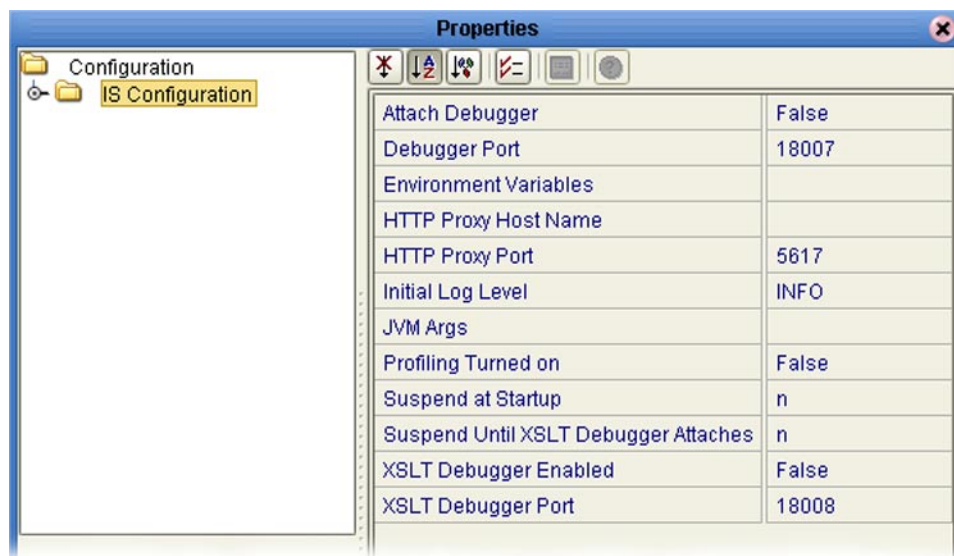 Properties
Configuration
IS Configuration
Attach Debugger False
Debugger Port 18007
Environment Variables
HTTP Proxy Host Name
HTTP Proxy Port 5617
Initial Log Level INFO
JVM Args
Profiling Turned on False
Suspend at Startup n
Suspend Until XSLT Debugger Attaches n
XSLT Debugger Enabled False
XSLT Debugger Port 18008